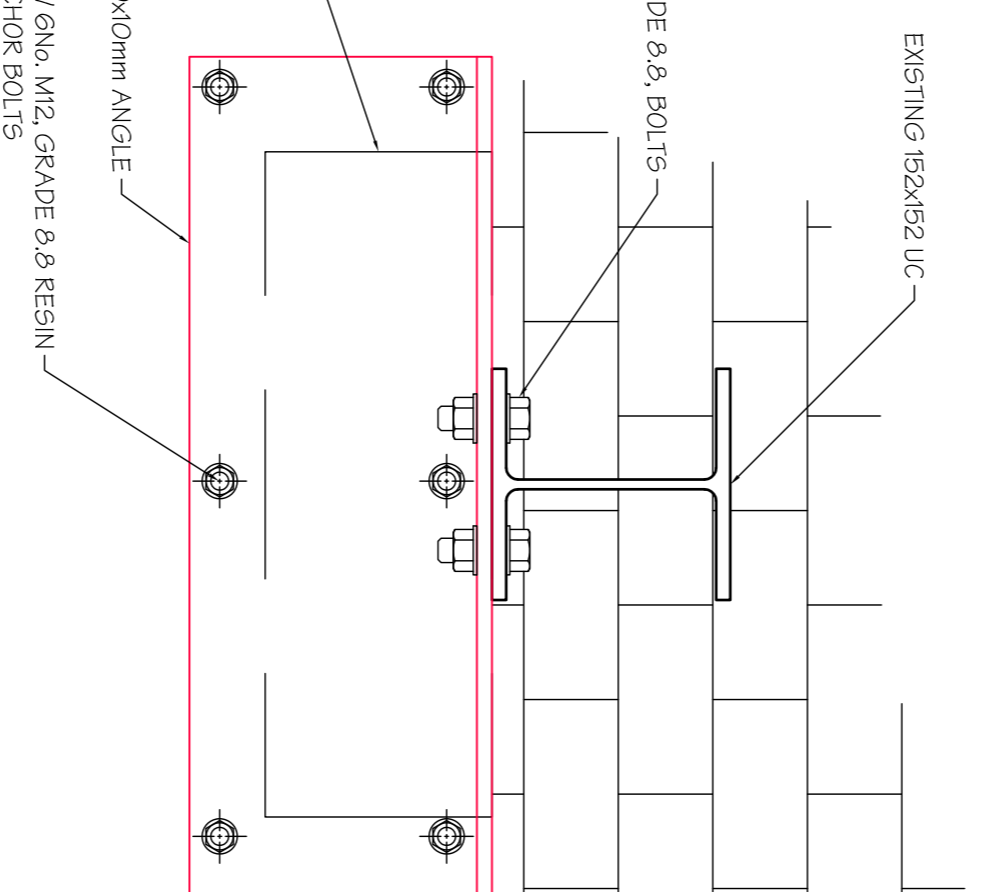 EXISTING 152x152 UC
DE 8.8, BOLTS
x10mm ANGLE
/ 6No. M12, GRADE 8.8 RESIN
CHOR BOLTS